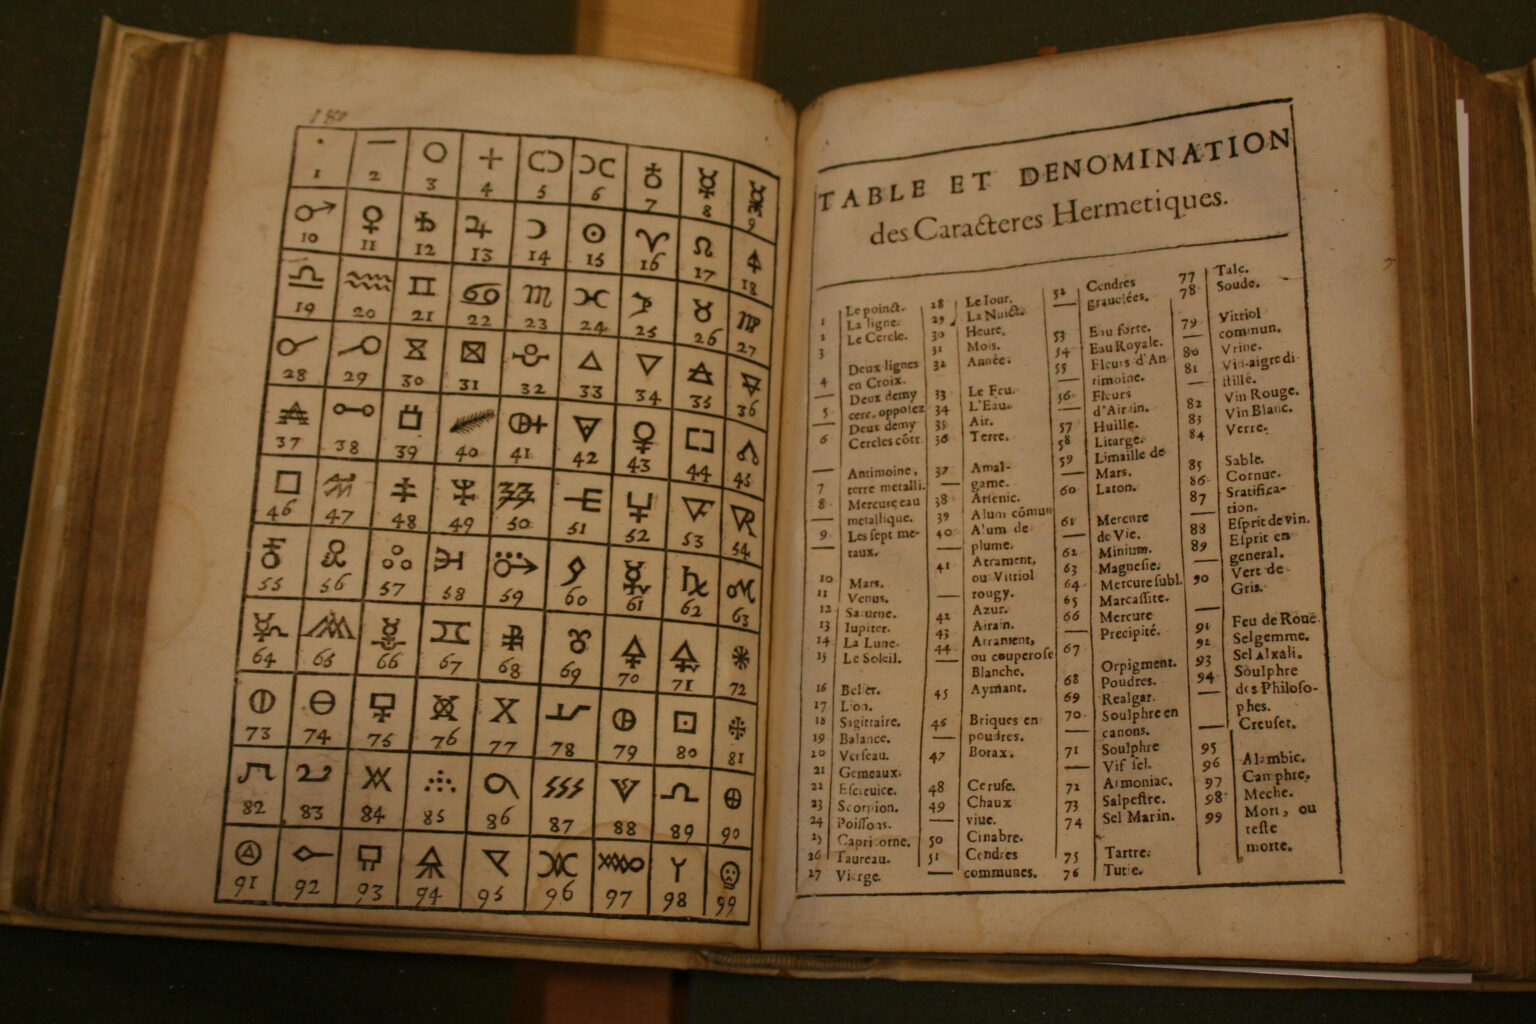 1 2 3 4 5 6 7 8 9
10 11 12 13 14 15 16 17 18
19 20 21 22 23 24 25 26 27
28 29 30 31 32 33 34 35 36
37 38 39 40 41 42 43 44 45
46 47 48 49 50 51 52 53 54
55 56 57 58 59 60 61 62 63
64 65 66 67 68 69 70 71 72
73 74 75 76 77 78 79 80 81
82 83 84 85 86 87 88 89 90
91 92 93 94 95 96 97 98 99
TABLE ET DENOMINATION
des Caracteres Hermetiques.
1 Le poinct.
2 La ligne.
3 Le Cercle.
4 Deux lignes
en Croix.
5 Deux demy
cerc. oppotez
6 Deux demy
Cercles côtt
7 Antimoine,
terre metalli.
8 Mercure eau
metallique.
9 Les sept me-
taux.
10 Mars.
11 Venus.
12 Saturne.
13 Iupiter.
14 La Lune.
15 Le Soleil.
16 Belier.
17 Lion.
18 Sagittaire.
19 Balance.
20 Verseau.
21 Gemeaux.
22 Escreuice.
23 Scorpion.
24 Poissons.
25 Capricorne.
26 Taureau.
27 Vierge.
28 Le Iour.
29 La Nuict.
30 Heure.
31 Mois.
32 Année.
33 Le Feu.
34 L'Eau.
35 Air.
36 Terre.
37 Amal-
game.
38 Arsenic.
39 Alum cõmun
40 Alum de
plume.
41 Atrament,
ou Vitriol
rougy.
42 Azur.
43 Airain.
44 Atrament,
ou couperose
Blanche.
45 Aymant.
46 Briques en
poudres.
47 Borax.
48 Ceruse.
49 Chaux
viue.
50 Cinabre.
51 Cendres
communes.
52 Cendres
grauelées.
53 Eau forte.
54 Eau Royale.
55 Fleurs d'An
timoine.
56 Fleurs
d'Airain.
57 Huille.
58 Litarge.
59 Limaille de
Mars.
60 Laton.
61 Mercure
de Vie.
62 Minium.
63 Magnesie.
64 Mercure subl.
65 Marcassite.
66 Mercure
Precipité.
67 Orpigment.
68 Poudres.
69 Realgar.
70 Soulphre en
canons.
71 Soulphre
Vif sel.
72 Armoniac.
73 Salpestre.
74 Sel Marin.
75 Tartre.
76 Tutie.
77 Talc.
78 Soude.
79 Vitriol
commun.
80 Vrine.
81 Vin-aigre di-
stillé.
82 Vin Rouge.
83 Vin Blanc.
84 Verre.
85 Sable.
86 Cornue.
87 Sratifica-
tion.
88 Esprit de vin.
89 Esprit en
general.
90 Vert de
Gris.
91 Feu de Rouë.
92 Selgemme.
93 Sel Alxali.
94 Soulphre
des Philoso-
phes.
95 Creuset.
96 Alambic.
97 Camphre.
98 Meche.
99 Mort, ou
teste
morte.